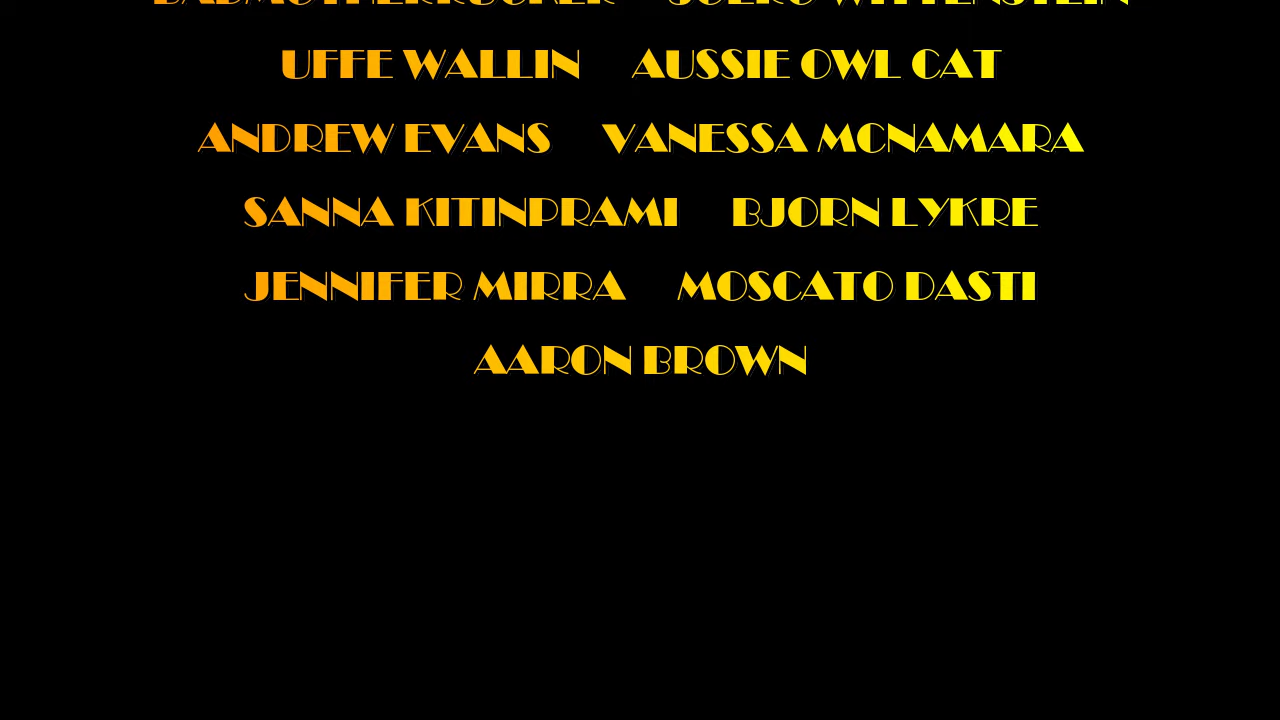 UFFE WALLIN AUSSIE OWL CAT
ANDREW EVANS VANESSA MCNAMARA
SANNA KITINPRAMI BJORN LYKRE
JENNIFER MIRRA MOSCATO DASTI
AARON BROWN